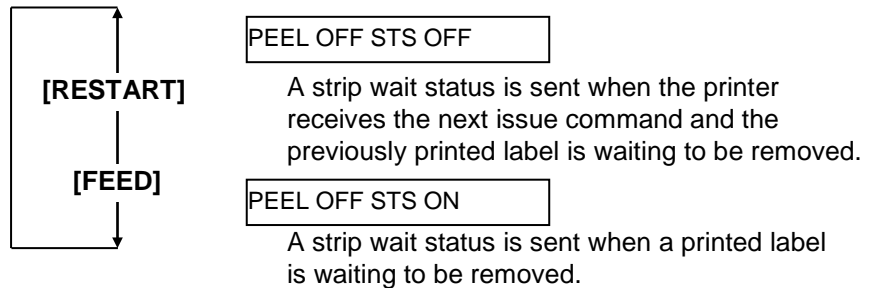 PEEL OFF STS OFF
[RESTART]
A strip wait status is sent when the printer
receives the next issue command and the
previously printed label is waiting to be removed.
[FEED]
PEEL OFF STS ON
A strip wait status is sent when a printed label
is waiting to be removed.